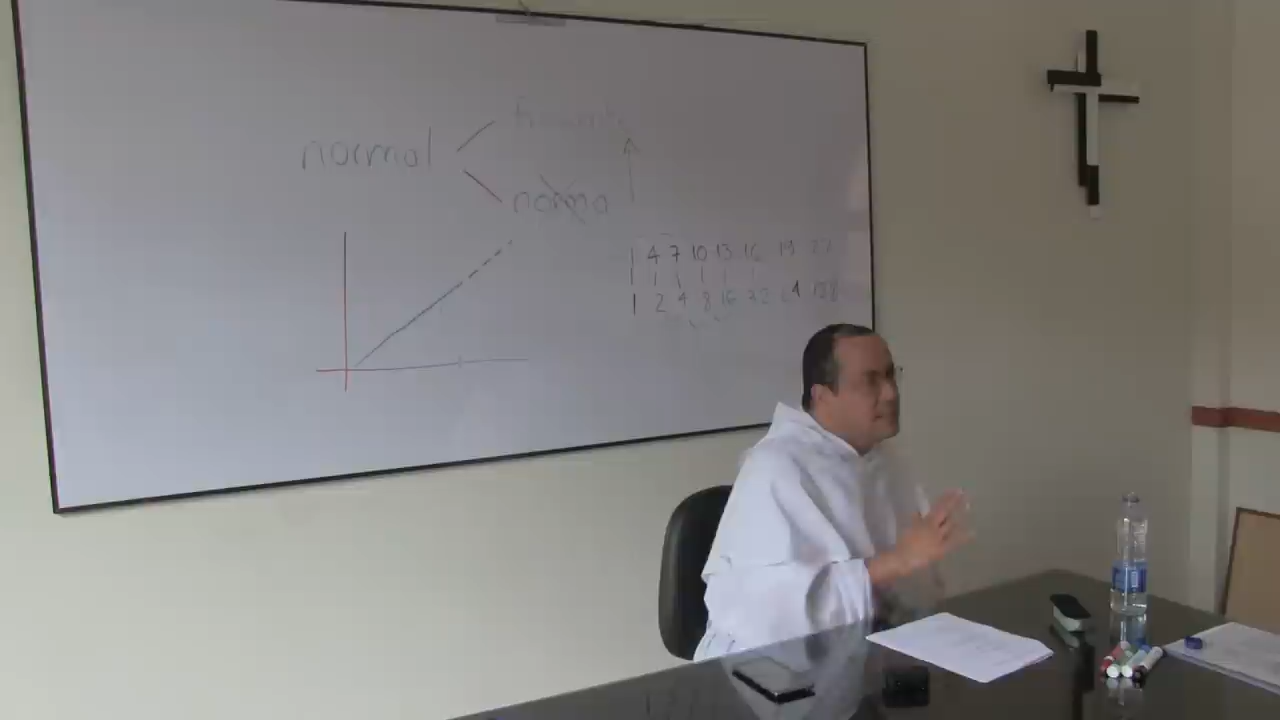 normal
norma
1 4 7 10 13 16 19 22
1 2 4 8 16 32 64 128